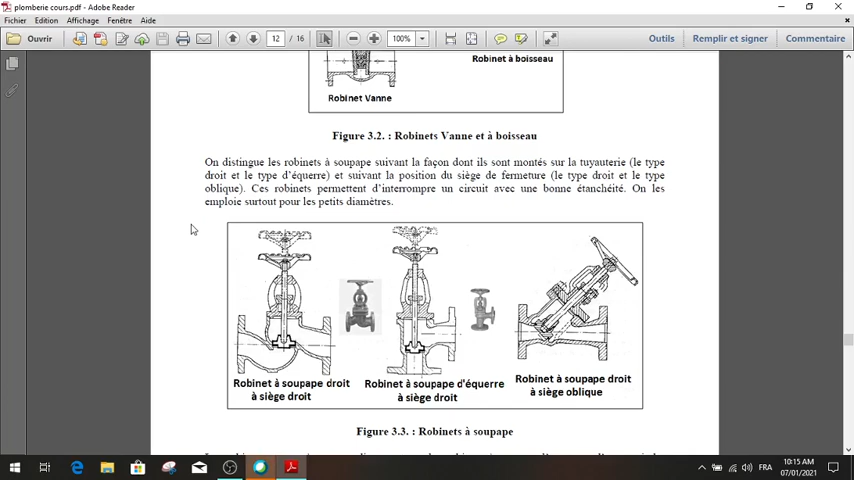 plomberie cours.pdf - Adobe Reader
Fichier Edition Affichage Fenêtre Aide
Ouvrir
12 / 16
100%
Outils
Remplir et signer
Commentaire
Robinet à boisseau
Robinet Vanne
Figure 3.2. : Robinets Vanne et à boisseau
On distingue les robinets à soupape suivant la façon dont ils sont montés sur la tuyauterie (le type
droit et le type d'équerre) et suivant la position du siège de fermeture (le type droit et le type
oblique). Ces robinets permettent d'interrompre un circuit avec une bonne étanchéité. On les
emploie surtout pour les petits diamètres.
Robinet à soupape droit
à siège droit
Robinet à soupape d'équerre
à siège droit
Robinet à soupape droit
à siège oblique
Figure 3.3. : Robinets à soupape
FRA
10:15 AM
07/01/2021